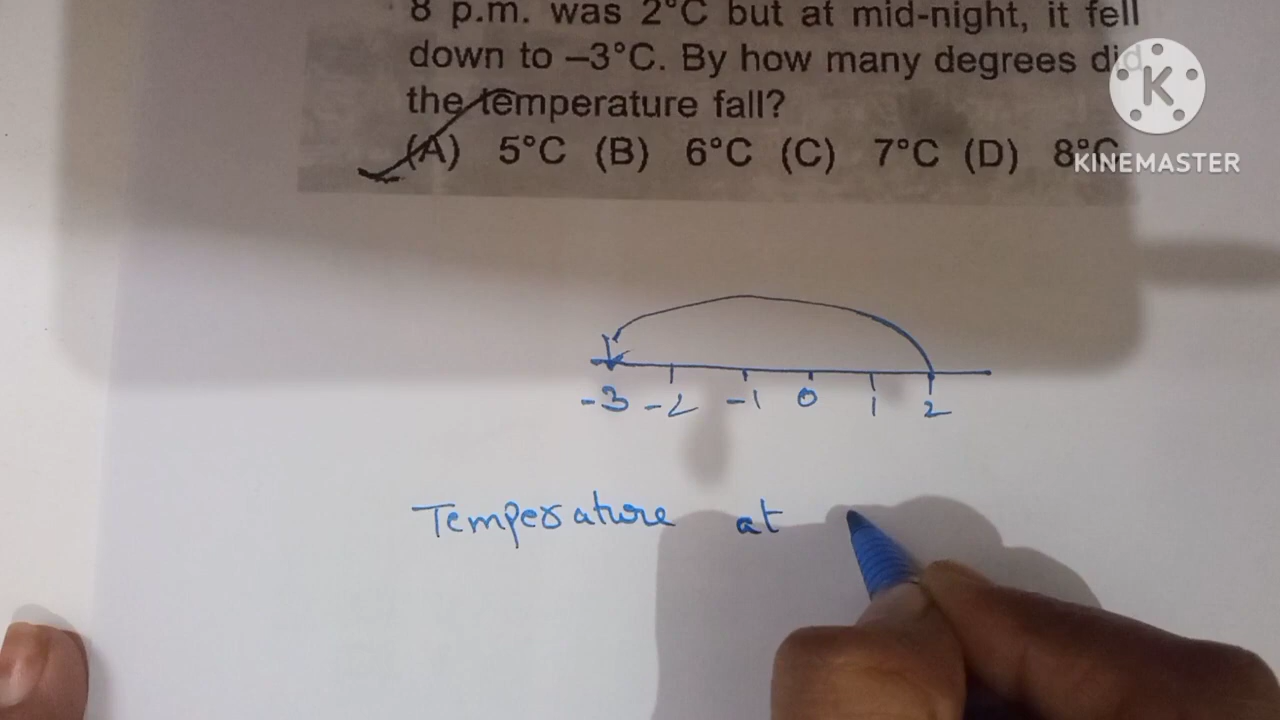 8 p.m. was 2°C but at mid-night, it fell
down to –3°C. By how many degrees did
the temperature fall?
(A) 5°C (B) 6°C (C) 7°C (D) 8°C
K
KINEMASTER
-3 -2 -1 0 1 2
Temperature at